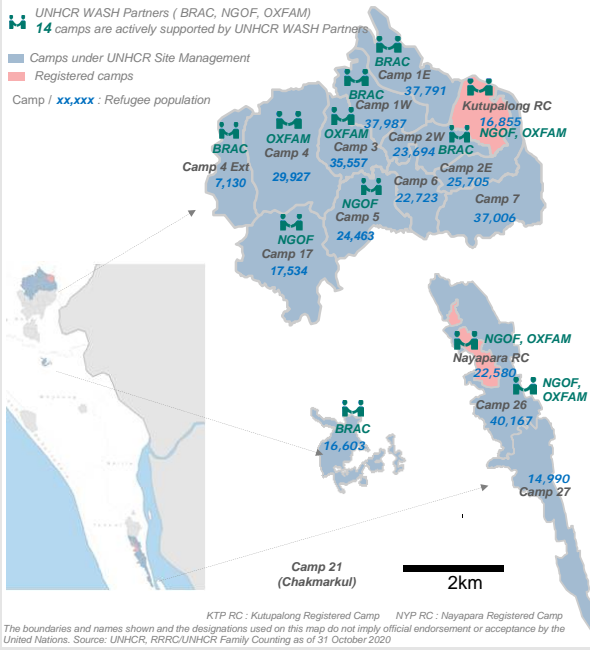 UNHCR WASH Partners ( BRAC, NGOF, OXFAM)
14 camps are actively supported by UNHCR WASH Partners
Camps under UNHCR Site Management
Registered camps
Camp / xx,xxx : Refugee population
BRAC
Camp 1E
37,791
BRAC
Camp 1W
37,987
Kutupalong RC
16,855
NGOF, OXFAM
OXFAM
Camp 3
35,557
Camp 2W
23,694
BRAC
Camp 2E
25,705
BRAC
Camp 4 Ext
7,130
OXFAM
Camp 4
29,927
Camp 6
22,723
Camp 7
37,006
NGOF
Camp 5
24,463
NGOF
Camp 17
17,534
NGOF, OXFAM
Nayapara RC
22,580
NGOF,
OXFAM
Camp 26
40,167
BRAC
16,603
14,990
Camp 27
Camp 21
(Chakmarkul)
2km
KTP RC : Kutupalong Registered Camp NYP RC : Nayapara Registered Camp
The boundaries and names shown and the designations used on this map do not imply official endorsement or acceptance by the
United Nations. Source: UNHCR, RRRC/UNHCR Family Counting as of 31 October 2020